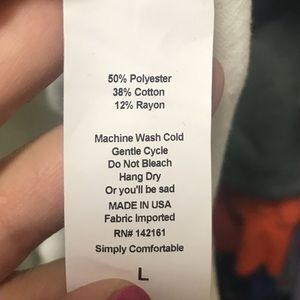 50% Polyester
38% Cotton
12% Rayon
Machine Wash Cold
Gentle Cycle
Do Not Bleach
Hang Dry
Or you'll be sad
MADE IN USA
Fabric Imported
RN# 142161
Simply Comfortable
L